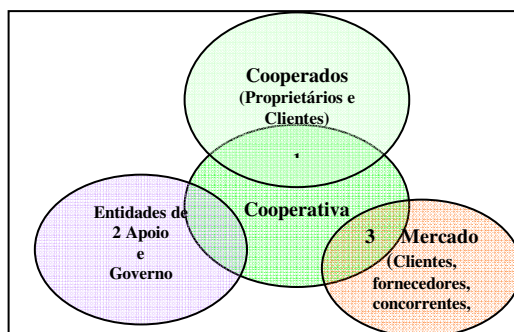 Cooperados
(Proprietários e
Clientes)
1
Cooperativa
Entidades de
2 Apoio
e
Governo
3 Mercado
(Clientes,
fornecedores,
concorrentes,